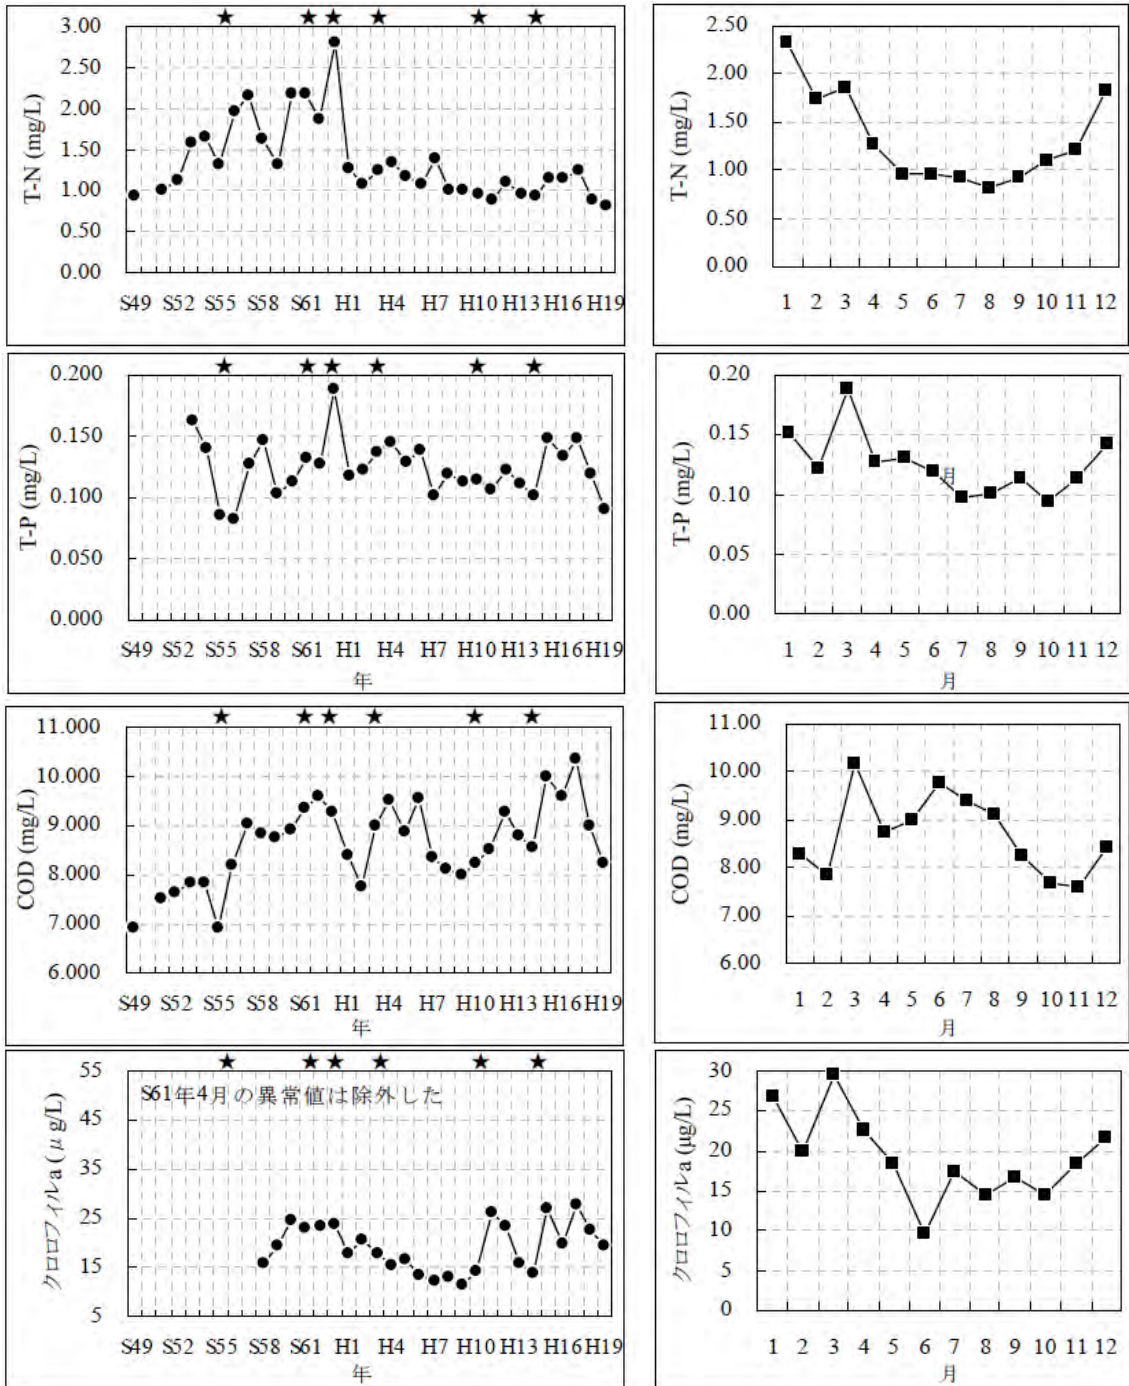 ★ ★ ★ ★ ★ ★
T-N (mg/L)
3.00
2.50
2.00
1.50
1.00
0.50
0.00
S49 S52 S55 S58 S61 H1 H4 H7 H10 H13 H16 H19
T-N (mg/L)
2.50
2.00
1.50
1.00
0.50
0.00
1 2 3 4 5 6 7 8 9 10 11 12
★ ★ ★ ★ ★ ★
T-P (mg/L)
0.200
0.150
0.100
0.050
0.000
S49 S52 S55 S58 S61 H1 H4 H7 H10 H13 H16 H19
年
T-P (mg/L)
0.20
0.15
0.10
0.05
0.00
月
1 2 3 4 5 6 7 8 9 10 11 12
月
★ ★ ★ ★ ★ ★
COD (mg/L)
11.000
10.000
9.000
8.000
7.000
6.000
S49 S52 S55 S58 S61 H1 H4 H7 H10 H13 H16 H19
年
COD (mg/L)
11.00
10.00
9.00
8.00
7.00
6.00
1 2 3 4 5 6 7 8 9 10 11 12
月
★ ★ ★ ★ ★ ★
クロロフィルa (μg/L)
55
45
35
25
15
5
S61年4月の異常値は除外した
S49 S52 S55 S58 S61 H1 H4 H7 H10 H13 H16 H19
年
クロロフィルa (μg/L)
30
25
20
15
10
5
0
1 2 3 4 5 6 7 8 9 10 11 12
月